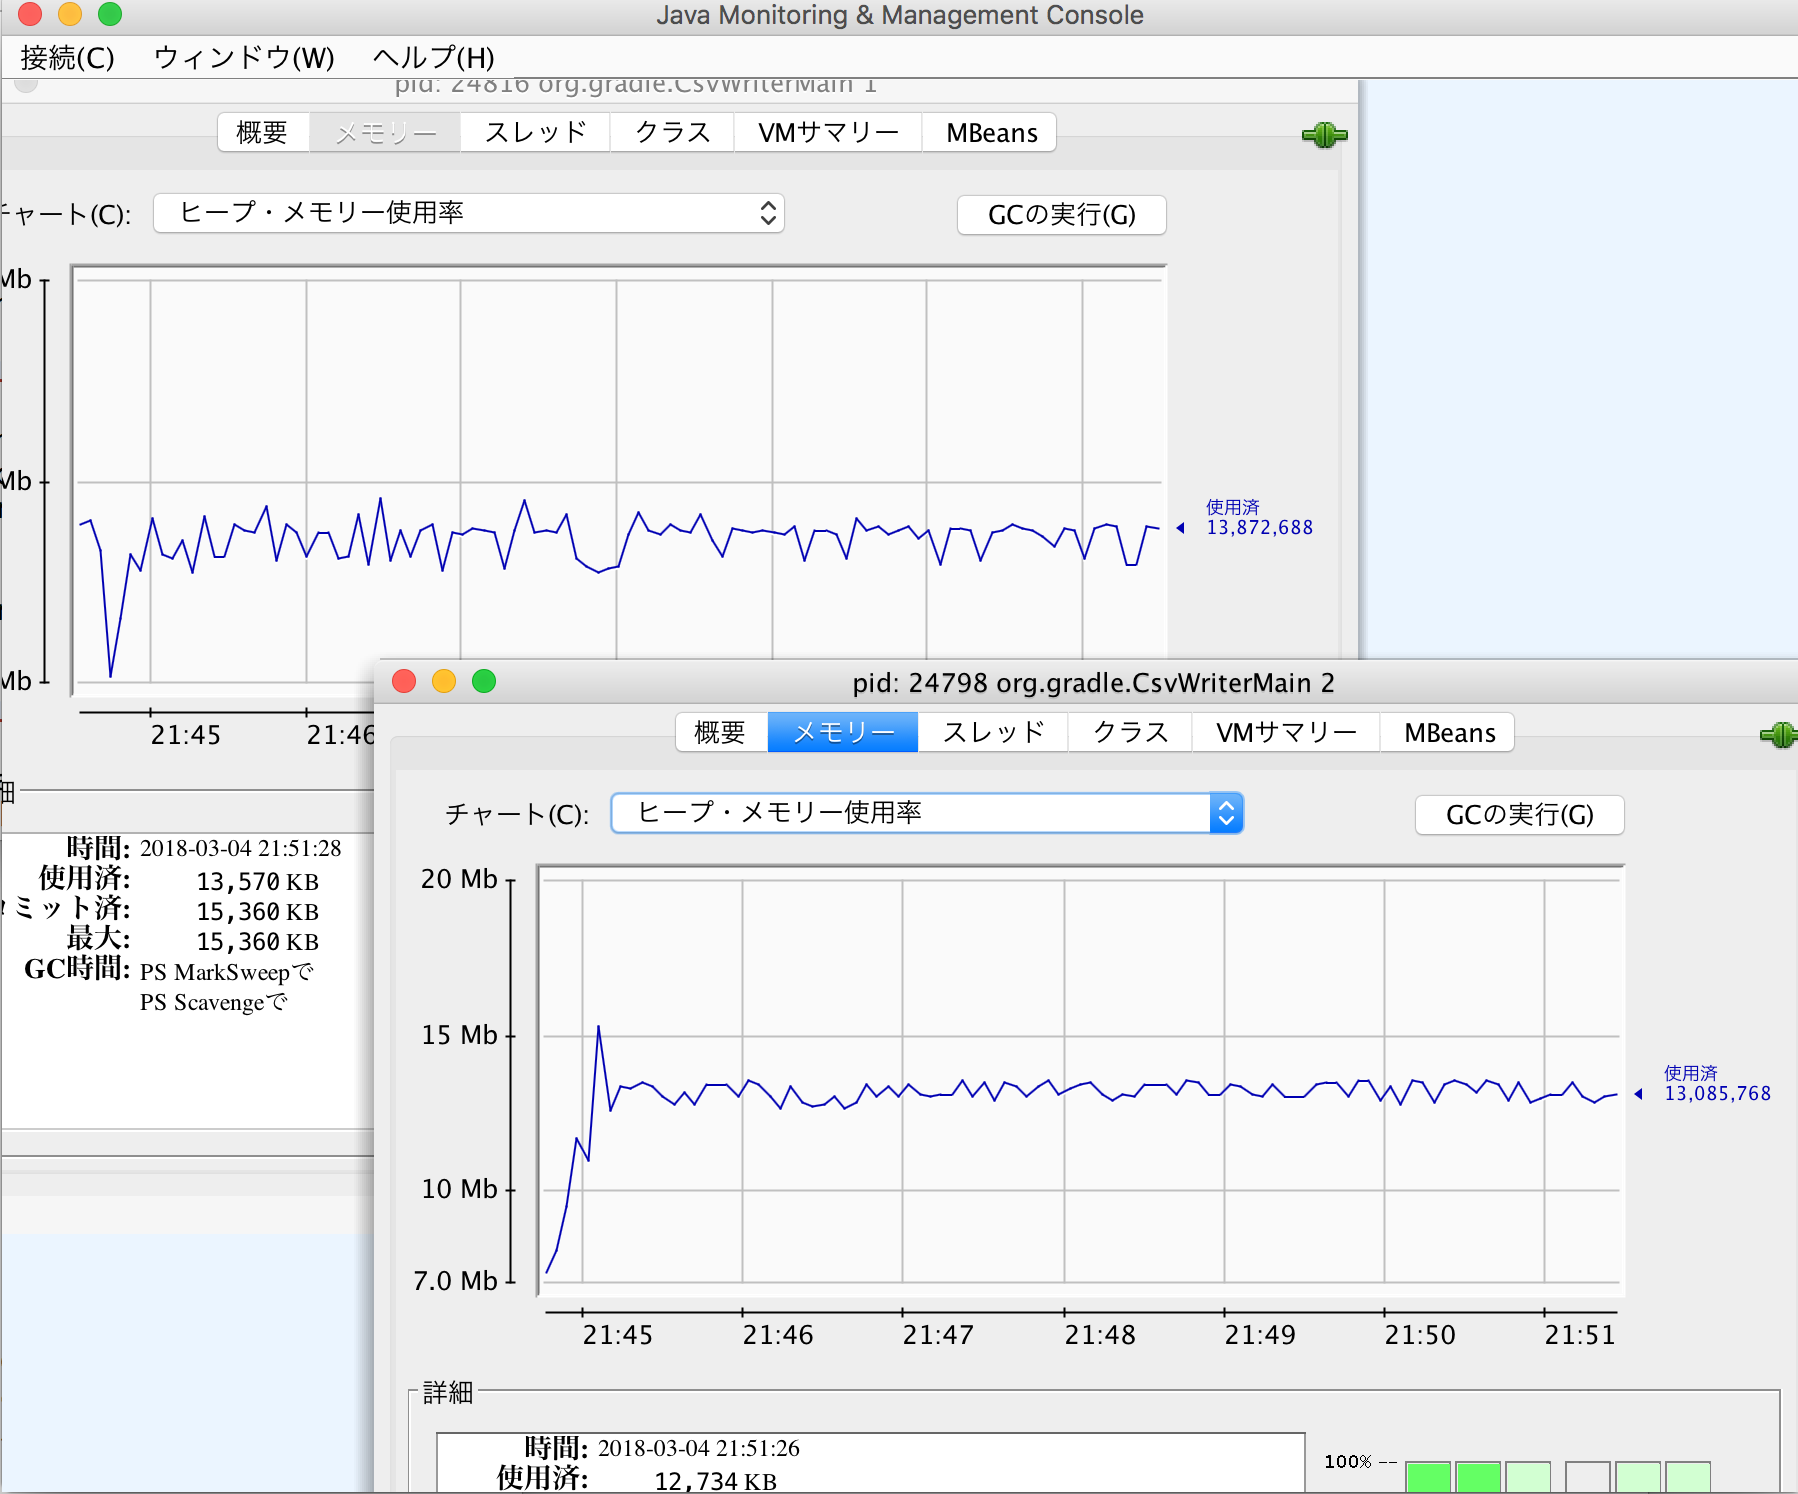 Java Monitoring & Management Console
接続(C) ウィンドウ(W) ヘルプ(H)
pid: 24816 org.gradle.CsvWriterMain 1
概要 メモリー スレッド クラス VMサマリー MBeans
チャート(C): ヒープ・メモリー使用率 GCの実行(G)
Mb
Mb
Mb
使用済
13,872,688
21:45 21:46
細
時間: 2018-03-04 21:51:28
使用済: 13,570 KB
ミット済: 15,360 KB
最大: 15,360 KB
GC時間: PS MarkSweepで
PS Scavengeで
pid: 24798 org.gradle.CsvWriterMain 2
概要 メモリー スレッド クラス VMサマリー MBeans
チャート(C): ヒープ・メモリー使用率 GCの実行(G)
20 Mb
15 Mb
10 Mb
7.0 Mb
使用済
13,085,768
21:45 21:46 21:47 21:48 21:49 21:50 21:51
詳細
時間: 2018-03-04 21:51:26
使用済: 12,734 KB
100% --